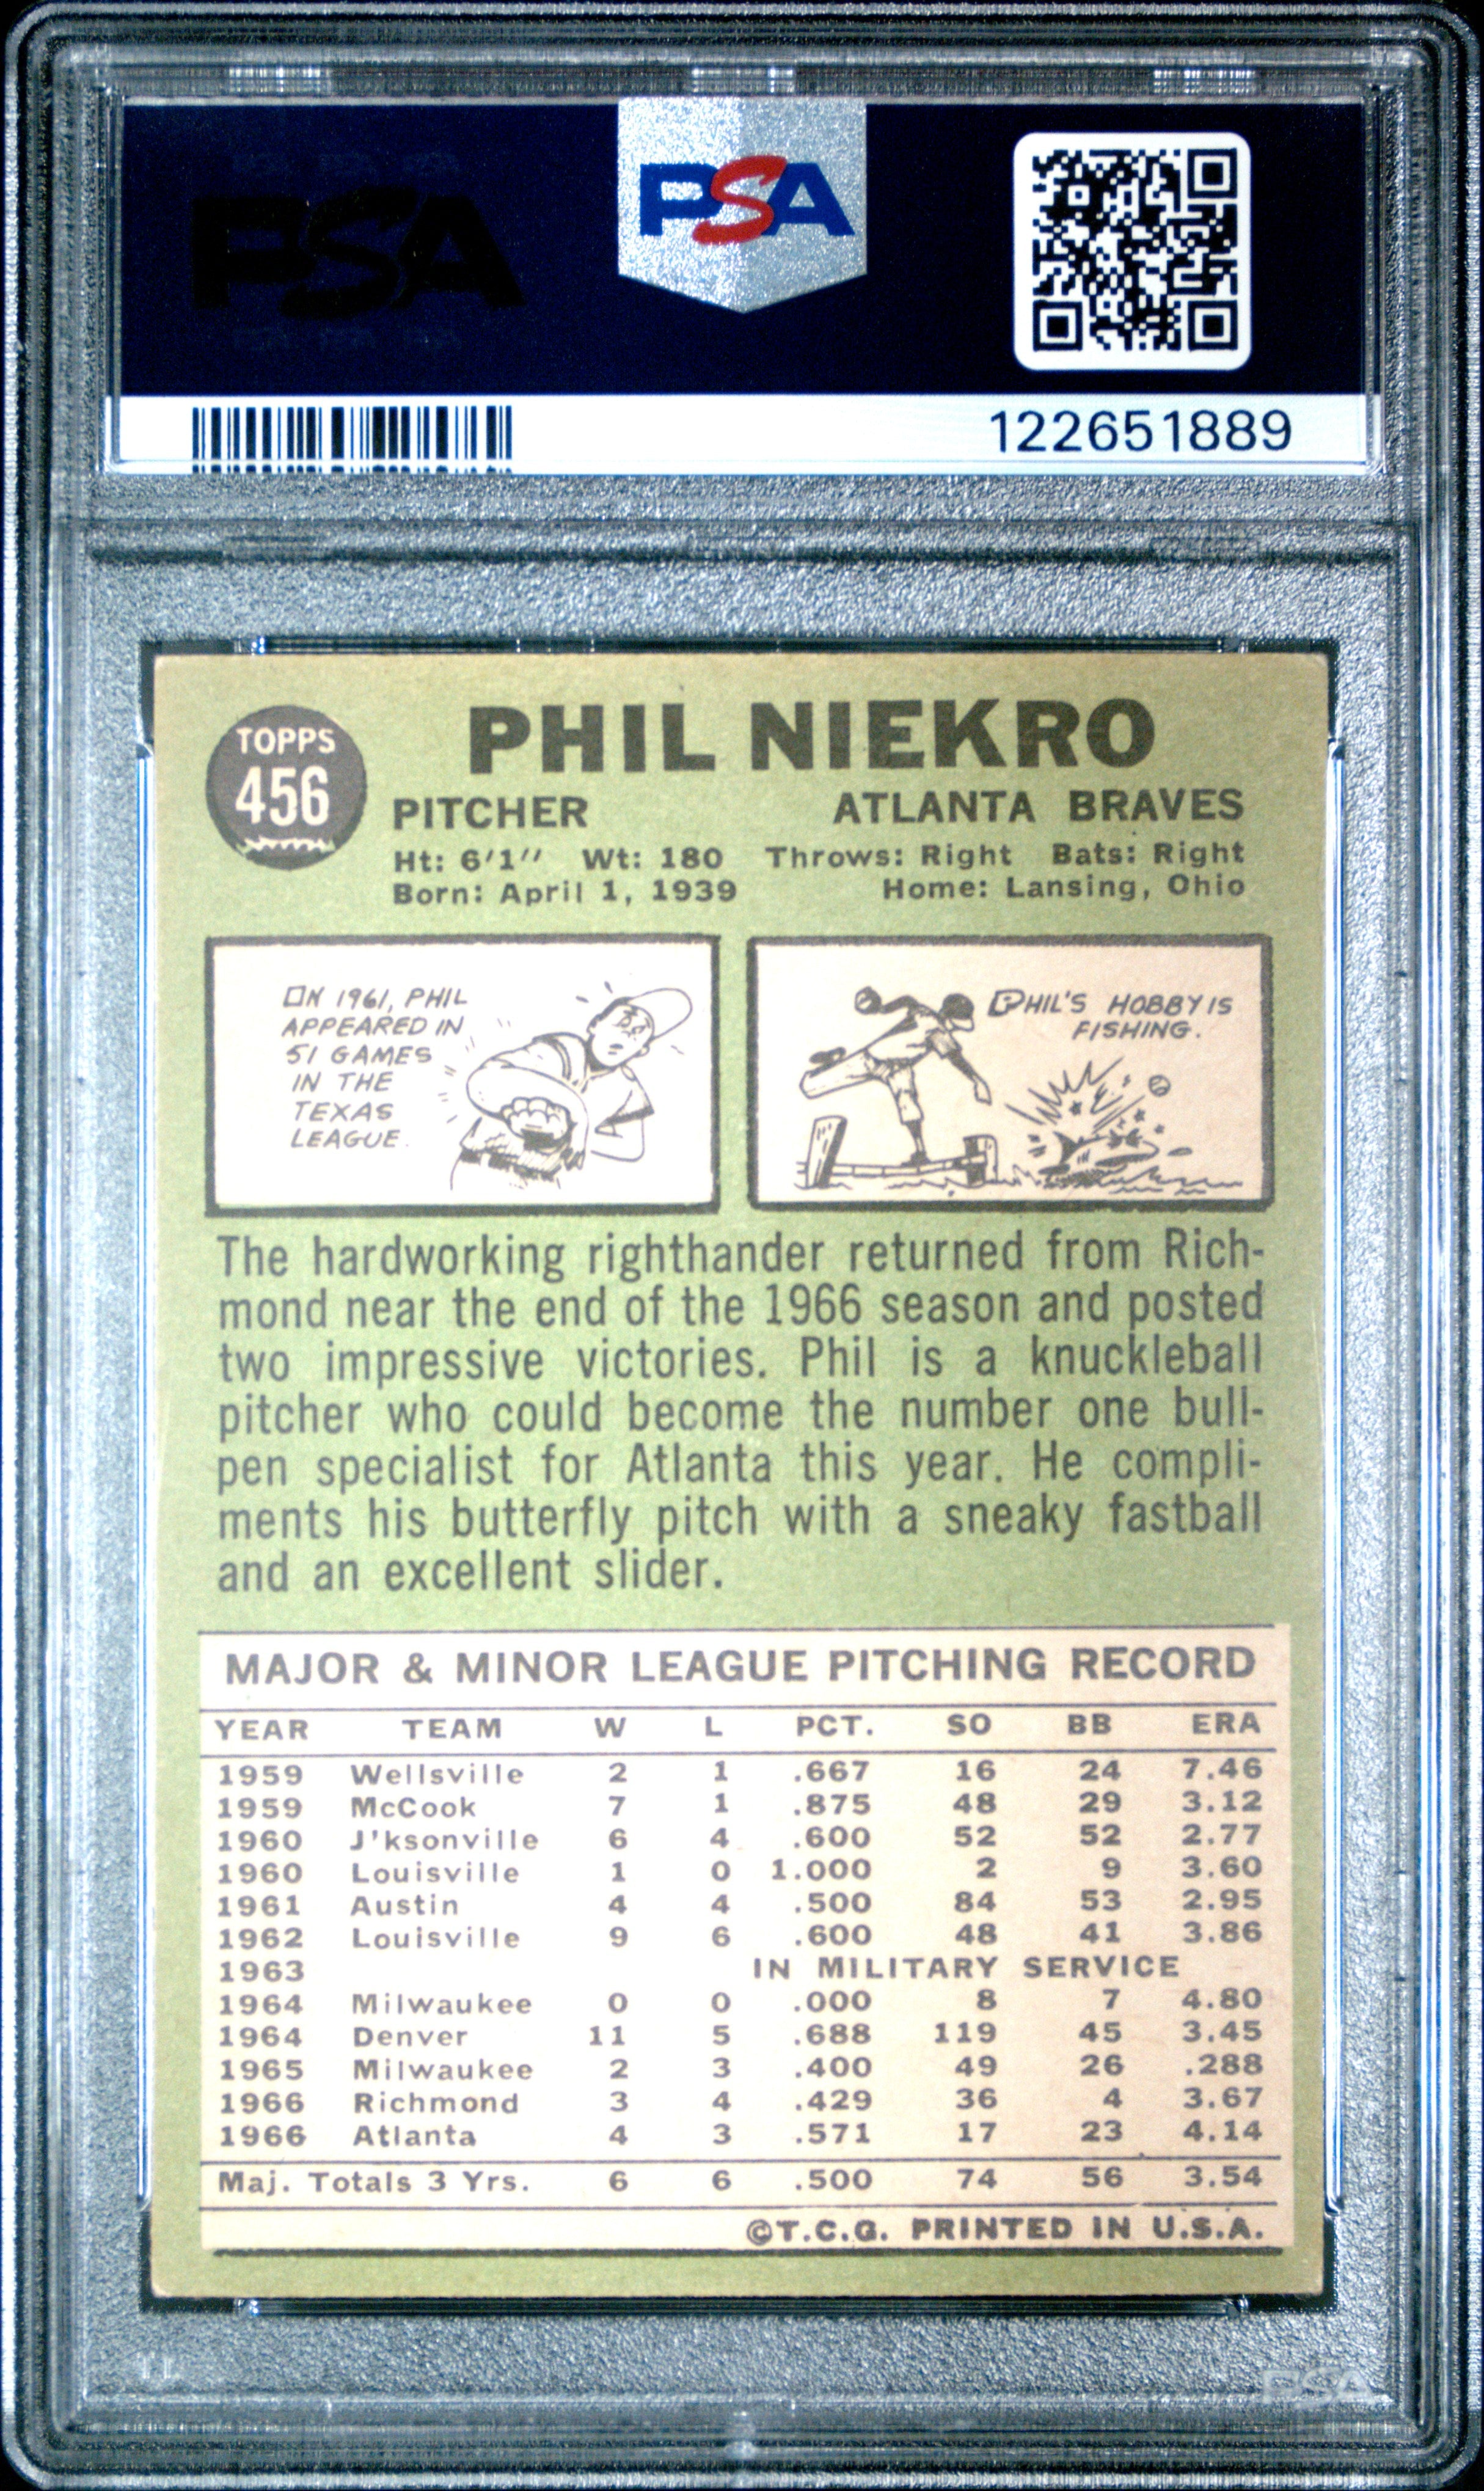 PSA
PSA
122651889
TOPPS
456
PHIL NIEKRO
PITCHER ATLANTA BRAVES
Ht: 6'1" Wt: 180 Throws: Right Bats: Right
Born: April 1, 1939 Home: Lansing, Ohio
IN 1961, PHIL
APPEARED IN
51 GAMES
IN THE
TEXAS
LEAGUE.
PHIL'S HOBBY IS
FISHING.
The hardworking righthander returned from Rich-
mond near the end of the 1966 season and posted
two impressive victories. Phil is a knuckleball
pitcher who could become the number one bull-
pen specialist for Atlanta this year. He compli-
ments his butterfly pitch with a sneaky fastball
and an excellent slider.
MAJOR & MINOR LEAGUE PITCHING RECORD
YEAR TEAM W L PCT. SO BB ERA
1959 Wellsville 2 1 .667 16 24 7.46
1959 McCook 7 1 .875 48 29 3.12
1960 J'ksonville 6 4 .600 52 52 2.77
1960 Louisville 1 0 1.000 2 9 3.60
1961 Austin 4 4 .500 84 53 2.95
1962 Louisville 9 6 .600 48 41 3.86
1963 IN MILITARY SERVICE
1964 Milwaukee 0 0 .000 8 7 4.80
1964 Denver 11 5 .688 119 45 3.45
1965 Milwaukee 2 3 .400 49 26 .288
1966 Richmond 3 4 .429 36 4 3.67
1966 Atlanta 4 3 .571 17 23 4.14
Maj. Totals 3 Yrs. 6 6 .500 74 56 3.54
©T.C.G. PRINTED IN U.S.A.
PSA